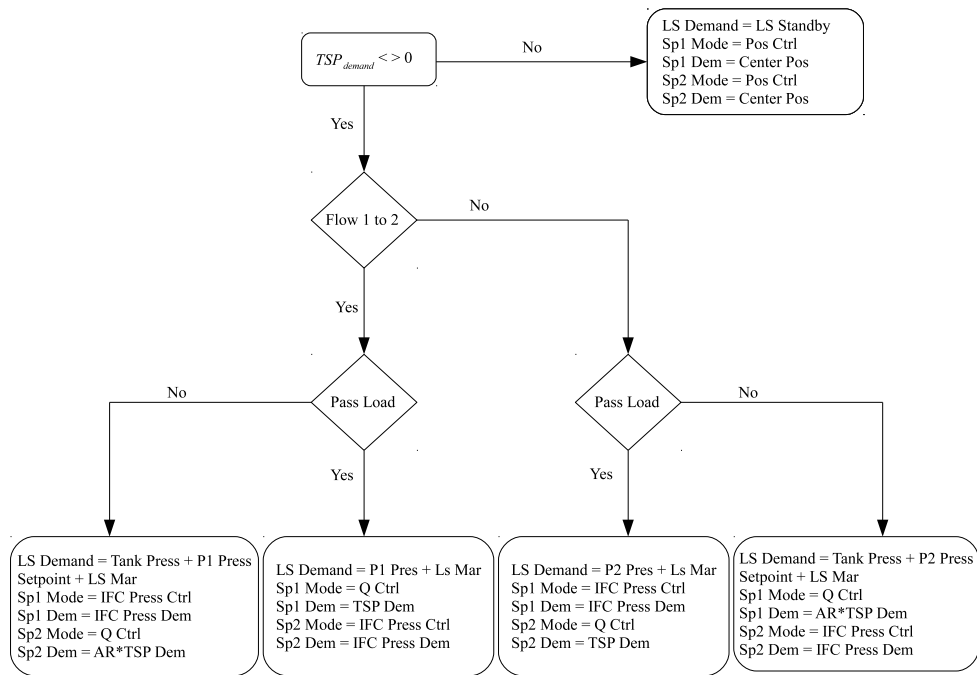 LS Demand = LS Standby
Sp1 Mode = Pos Ctrl
Sp1 Dem = Center Pos
Sp2 Mode = Pos Ctrl
Sp2 Dem = Center Pos
No
TSP demand < > 0
Yes
Flow 1 to 2
No
Yes
No
Pass Load
Pass Load
No
Yes
Yes
LS Demand = Tank Press + P1 Press
Setpoint + LS Mar
Sp1 Mode = IFC Press Ctrl
Sp1 Dem = IFC Press Dem
Sp2 Mode = Q Ctrl
Sp2 Dem = AR*TSP Dem
LS Demand = P1 Pres + Ls Mar
Sp1 Mode = Q Ctrl
Sp1 Dem = TSP Dem
Sp2 Mode = IFC Press Ctrl
Sp2 Dem = IFC Press Dem
LS Demand = P2 Pres + Ls Mar
Sp1 Mode = IFC Press Ctrl
Sp1 Dem = IFC Press Dem
Sp2 Mode = Q Ctrl
Sp2 Dem = TSP Dem
LS Demand = Tank Press + P2 Press
Setpoint + LS Mar
Sp1 Mode = Q Ctrl
Sp1 Dem = AR*TSP Dem
Sp2 Mode = IFC Press Ctrl
Sp2 Dem = IFC Press Dem